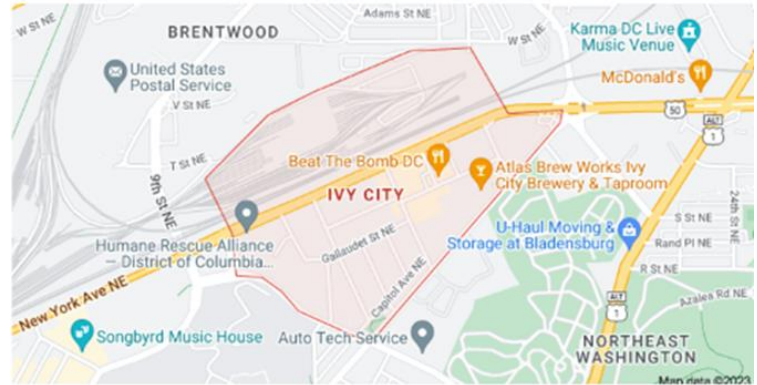 Adams St NE
W St NE
BRENTWOOD
W St NE
Karma DC Live
Music Venue
United States
Postal Service
McDonald's
V St NE
50
ALT
1
T St NE
Beat The Bomb DC
Atlas Brew Works Ivy
City Brewery & Taproom
9th St NE
IVY CITY
24th St NE
Humane Rescue Alliance
– District of Columbia...
Gallaudet St NE
U-Haul Moving &
Storage at Bladensburg
S St NE
Rand Pl NE
R St NE
Capitol Ave NE
New York Ave NE
ALT
1
Azalea Rd NE
Songbyrd Music House
Auto Tech Service
NORTHEAST
WASHINGTON
Map data ©2023